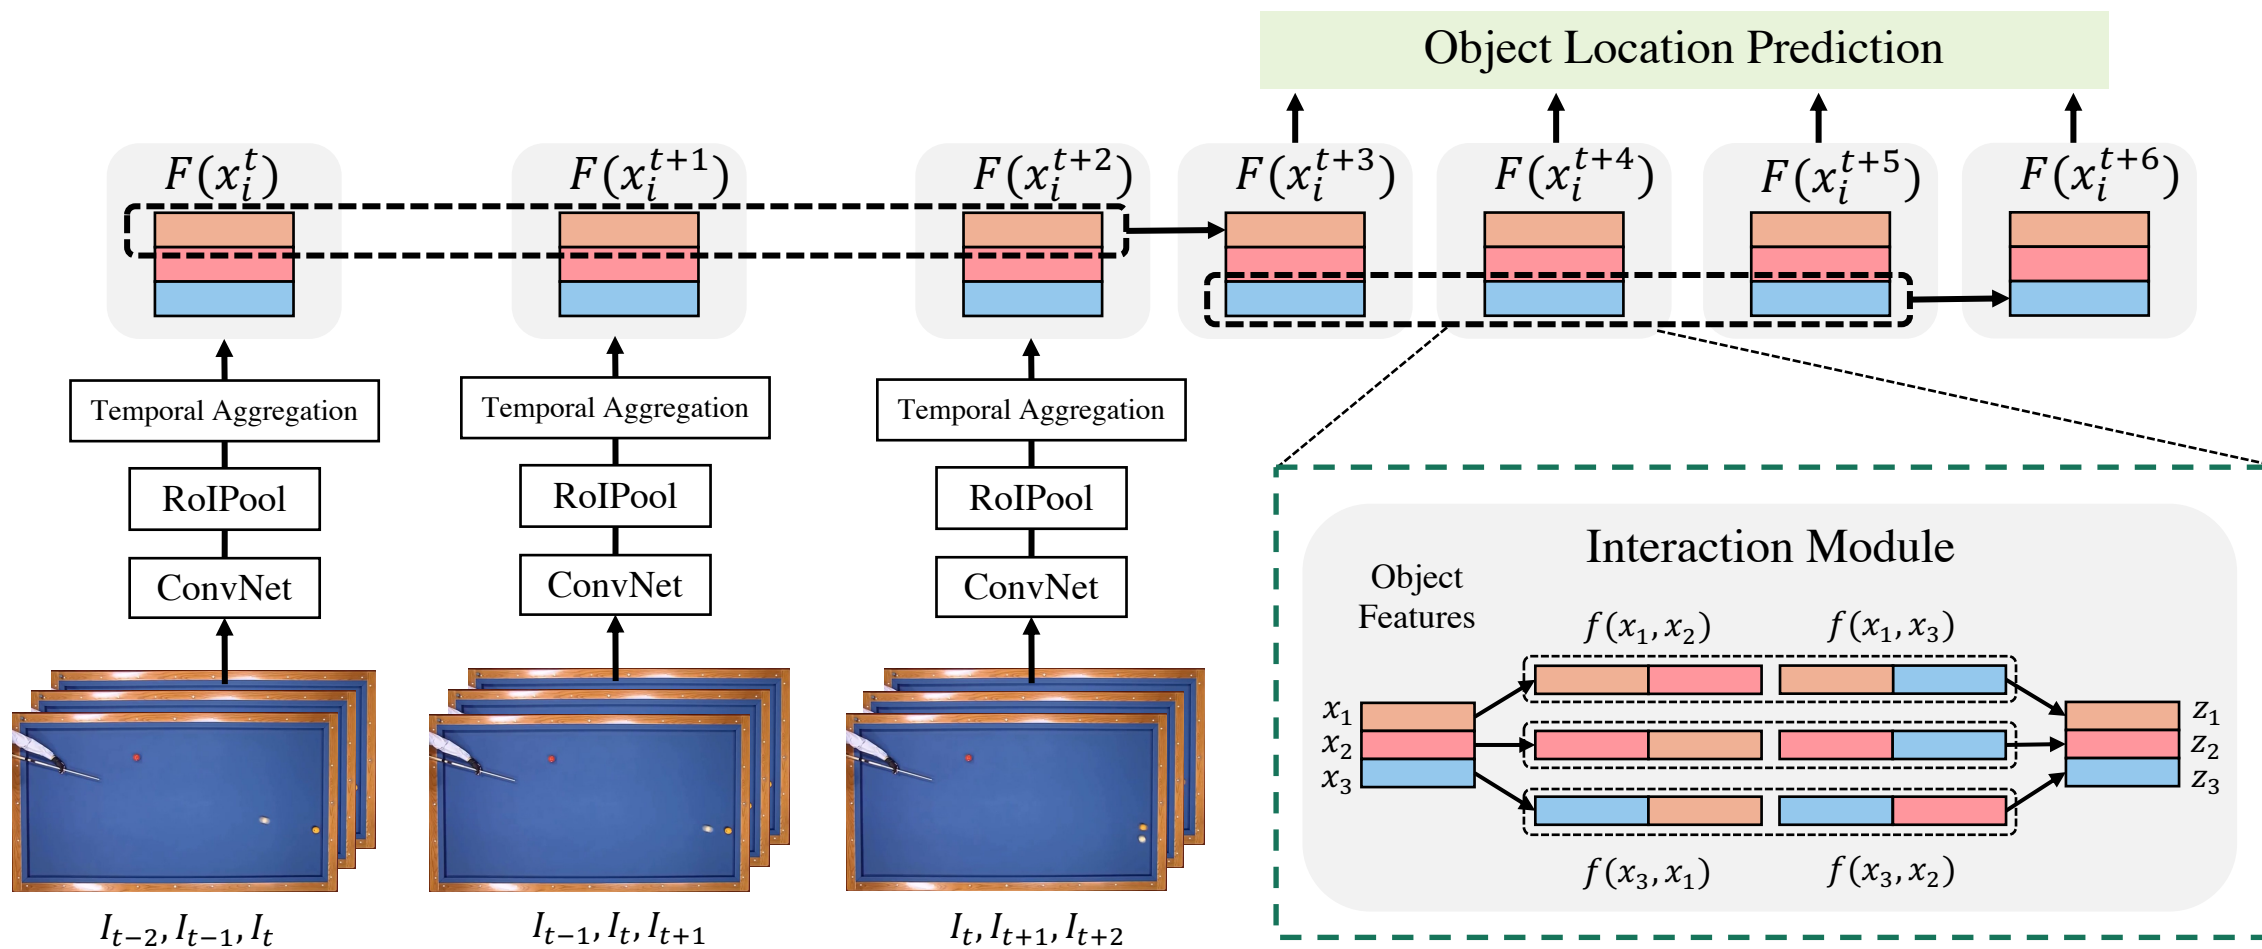 Object Location Prediction
F(x_i^t)
F(x_i^{t+1})
F(x_i^{t+2})
F(x_i^{t+3})
F(x_i^{t+4})
F(x_i^{t+5})
F(x_i^{t+6})
Temporal Aggregation
Temporal Aggregation
Temporal Aggregation
RoIPool
RoIPool
RoIPool
ConvNet
ConvNet
ConvNet
I_{t−2}, I_{t−1}, I_t
I_{t−1}, I_t, I_{t+1}
I_t, I_{t+1}, I_{t+2}
Interaction Module
Object
Features
f(x_1, x_2)
f(x_1, x_3)
x_1
x_2
x_3
z_1
z_2
z_3
f(x_3, x_1)
f(x_3, x_2)